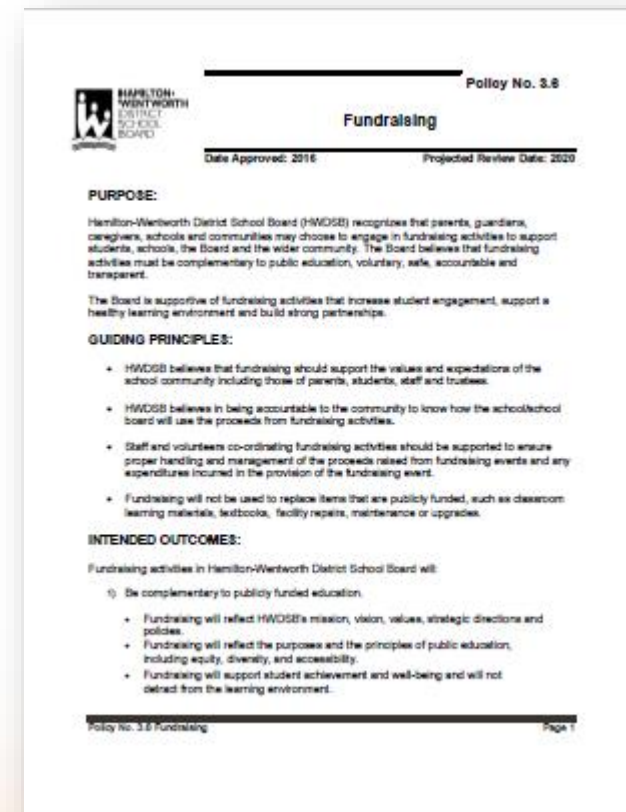 Policy No. 3.6
HAMILTON-
WENTWORTH
DISTRICT
SCHOOL
BOARD
Fundraising
Date Approved: 2016 Projected Review Date: 2020
PURPOSE:
Hamilton-Wentworth District School Board (HWDSB) recognizes that parents, guardians,
caregivers, schools and communities may choose to engage in fundraising activities to support
students, schools, the Board and the wider community. The Board believes that fundraising
activities must be complementary to public education, voluntary, safe, accountable and
transparent.
The Board is supportive of fundraising activities that increase student engagement, support a
healthy learning environment and build strong partnerships.
GUIDING PRINCIPLES:
• HWDSB believes that fundraising should support the values and expectations of the
school community including those of parents, students, staff and trustees.
• HWDSB believes in being accountable to the community to know how the school/school
board will use the proceeds from fundraising activities.
• Staff and volunteers co-ordinating fundraising activities should be supported to ensure
proper handling and management of the proceeds raised from fundraising events and any
expenditures incurred in the provision of the fundraising event.
• Fundraising will not be used to replace items that are publicly funded, such as classroom
learning materials, textbooks, facility repairs, maintenance or upgrades.
INTENDED OUTCOMES:
Fundraising activities in Hamilton-Wentworth District School Board will:
1) Be complementary to publicly funded education.
• Fundraising will reflect HWDSB's mission, vision, values, strategic directions and
policies.
• Fundraising will reflect the purposes and the principles of public education,
including equity, diversity, and accessibility.
• Fundraising will support student achievement and well-being and will not
detract from the learning environment.
Policy No. 3.6 Fundraising Page 1